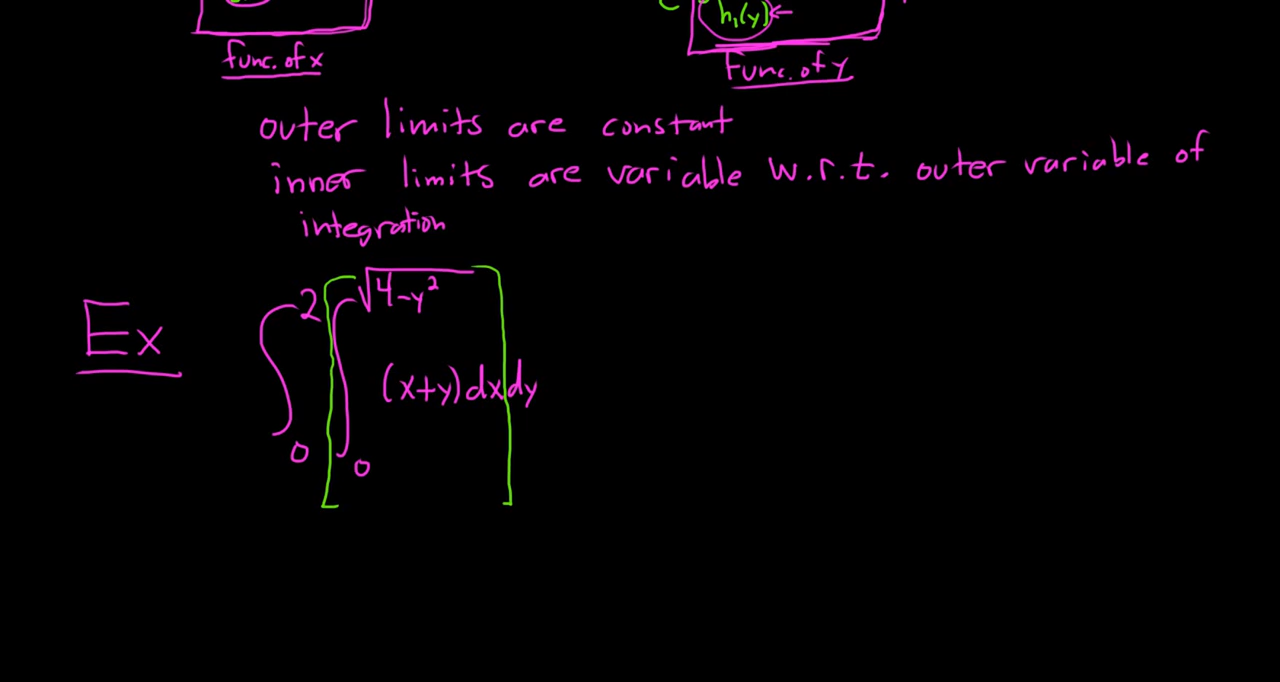 h₁(y)
func. of x
Func. of y
outer limits are constant
inner limits are variable w.r.t. outer variable of
integration
Ex ∫₀² [∫₀^√(4-y²) (x+y)dx]dy